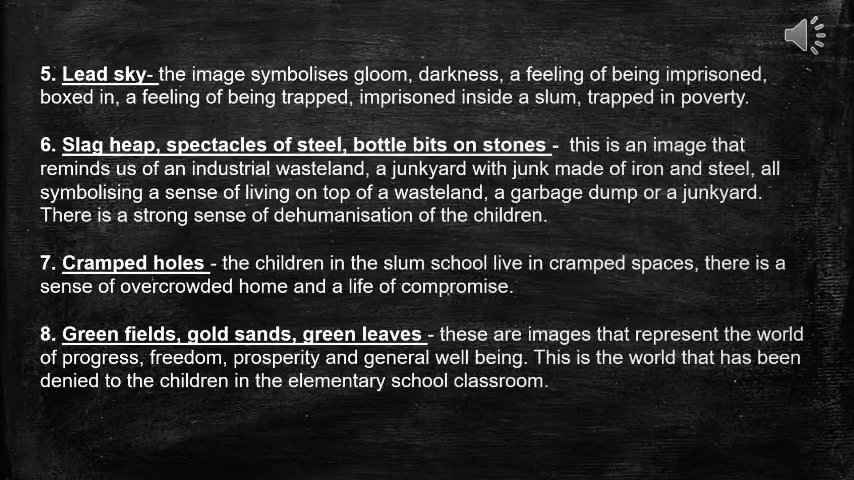 5. Lead sky- the image symbolises gloom, darkness, a feeling of being imprisoned,
boxed in, a feeling of being trapped, imprisoned inside a slum, trapped in poverty.
6. Slag heap, spectacles of steel, bottle bits on stones - this is an image that
reminds us of an industrial wasteland, a junkyard with junk made of iron and steel, all
symbolising a sense of living on top of a wasteland, a garbage dump or a junkyard.
There is a strong sense of dehumanisation of the children.
7. Cramped holes - the children in the slum school live in cramped spaces, there is a
sense of overcrowded home and a life of compromise.
8. Green fields, gold sands, green leaves - these are images that represent the world
of progress, freedom, prosperity and general well being. This is the world that has been
denied to the children in the elementary school classroom.